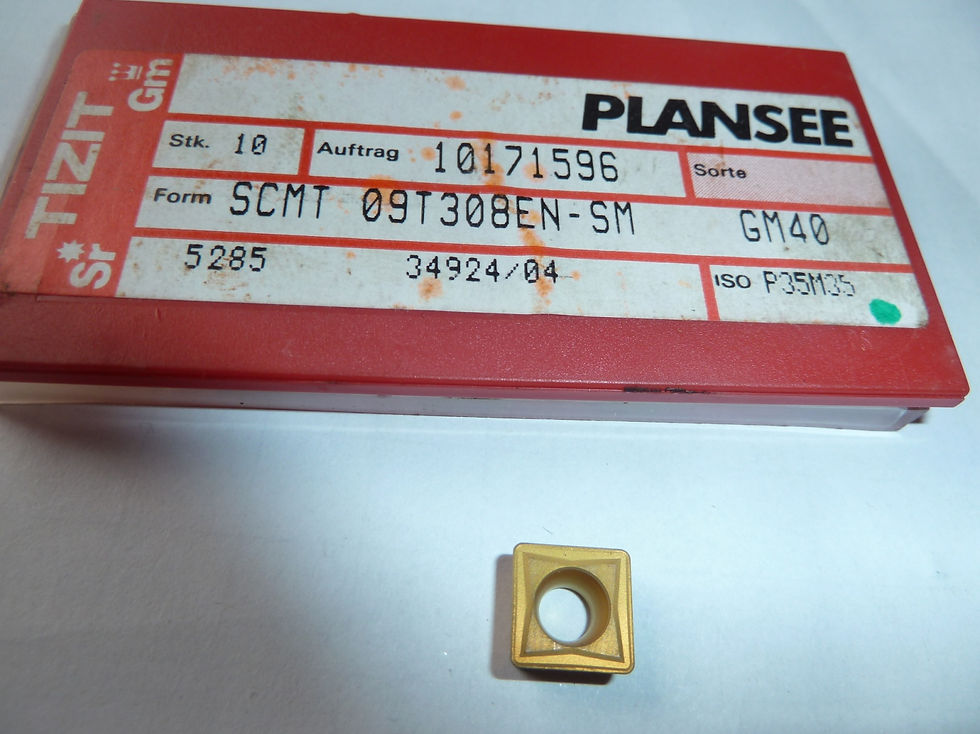 TIZIT
Gm
Sr
PLANSEE
Stk. 10
Auftrag 10171596
Sorte
GM40
Form SCMT 09T308EN-SM
5285 34924/04
ISO P35M35